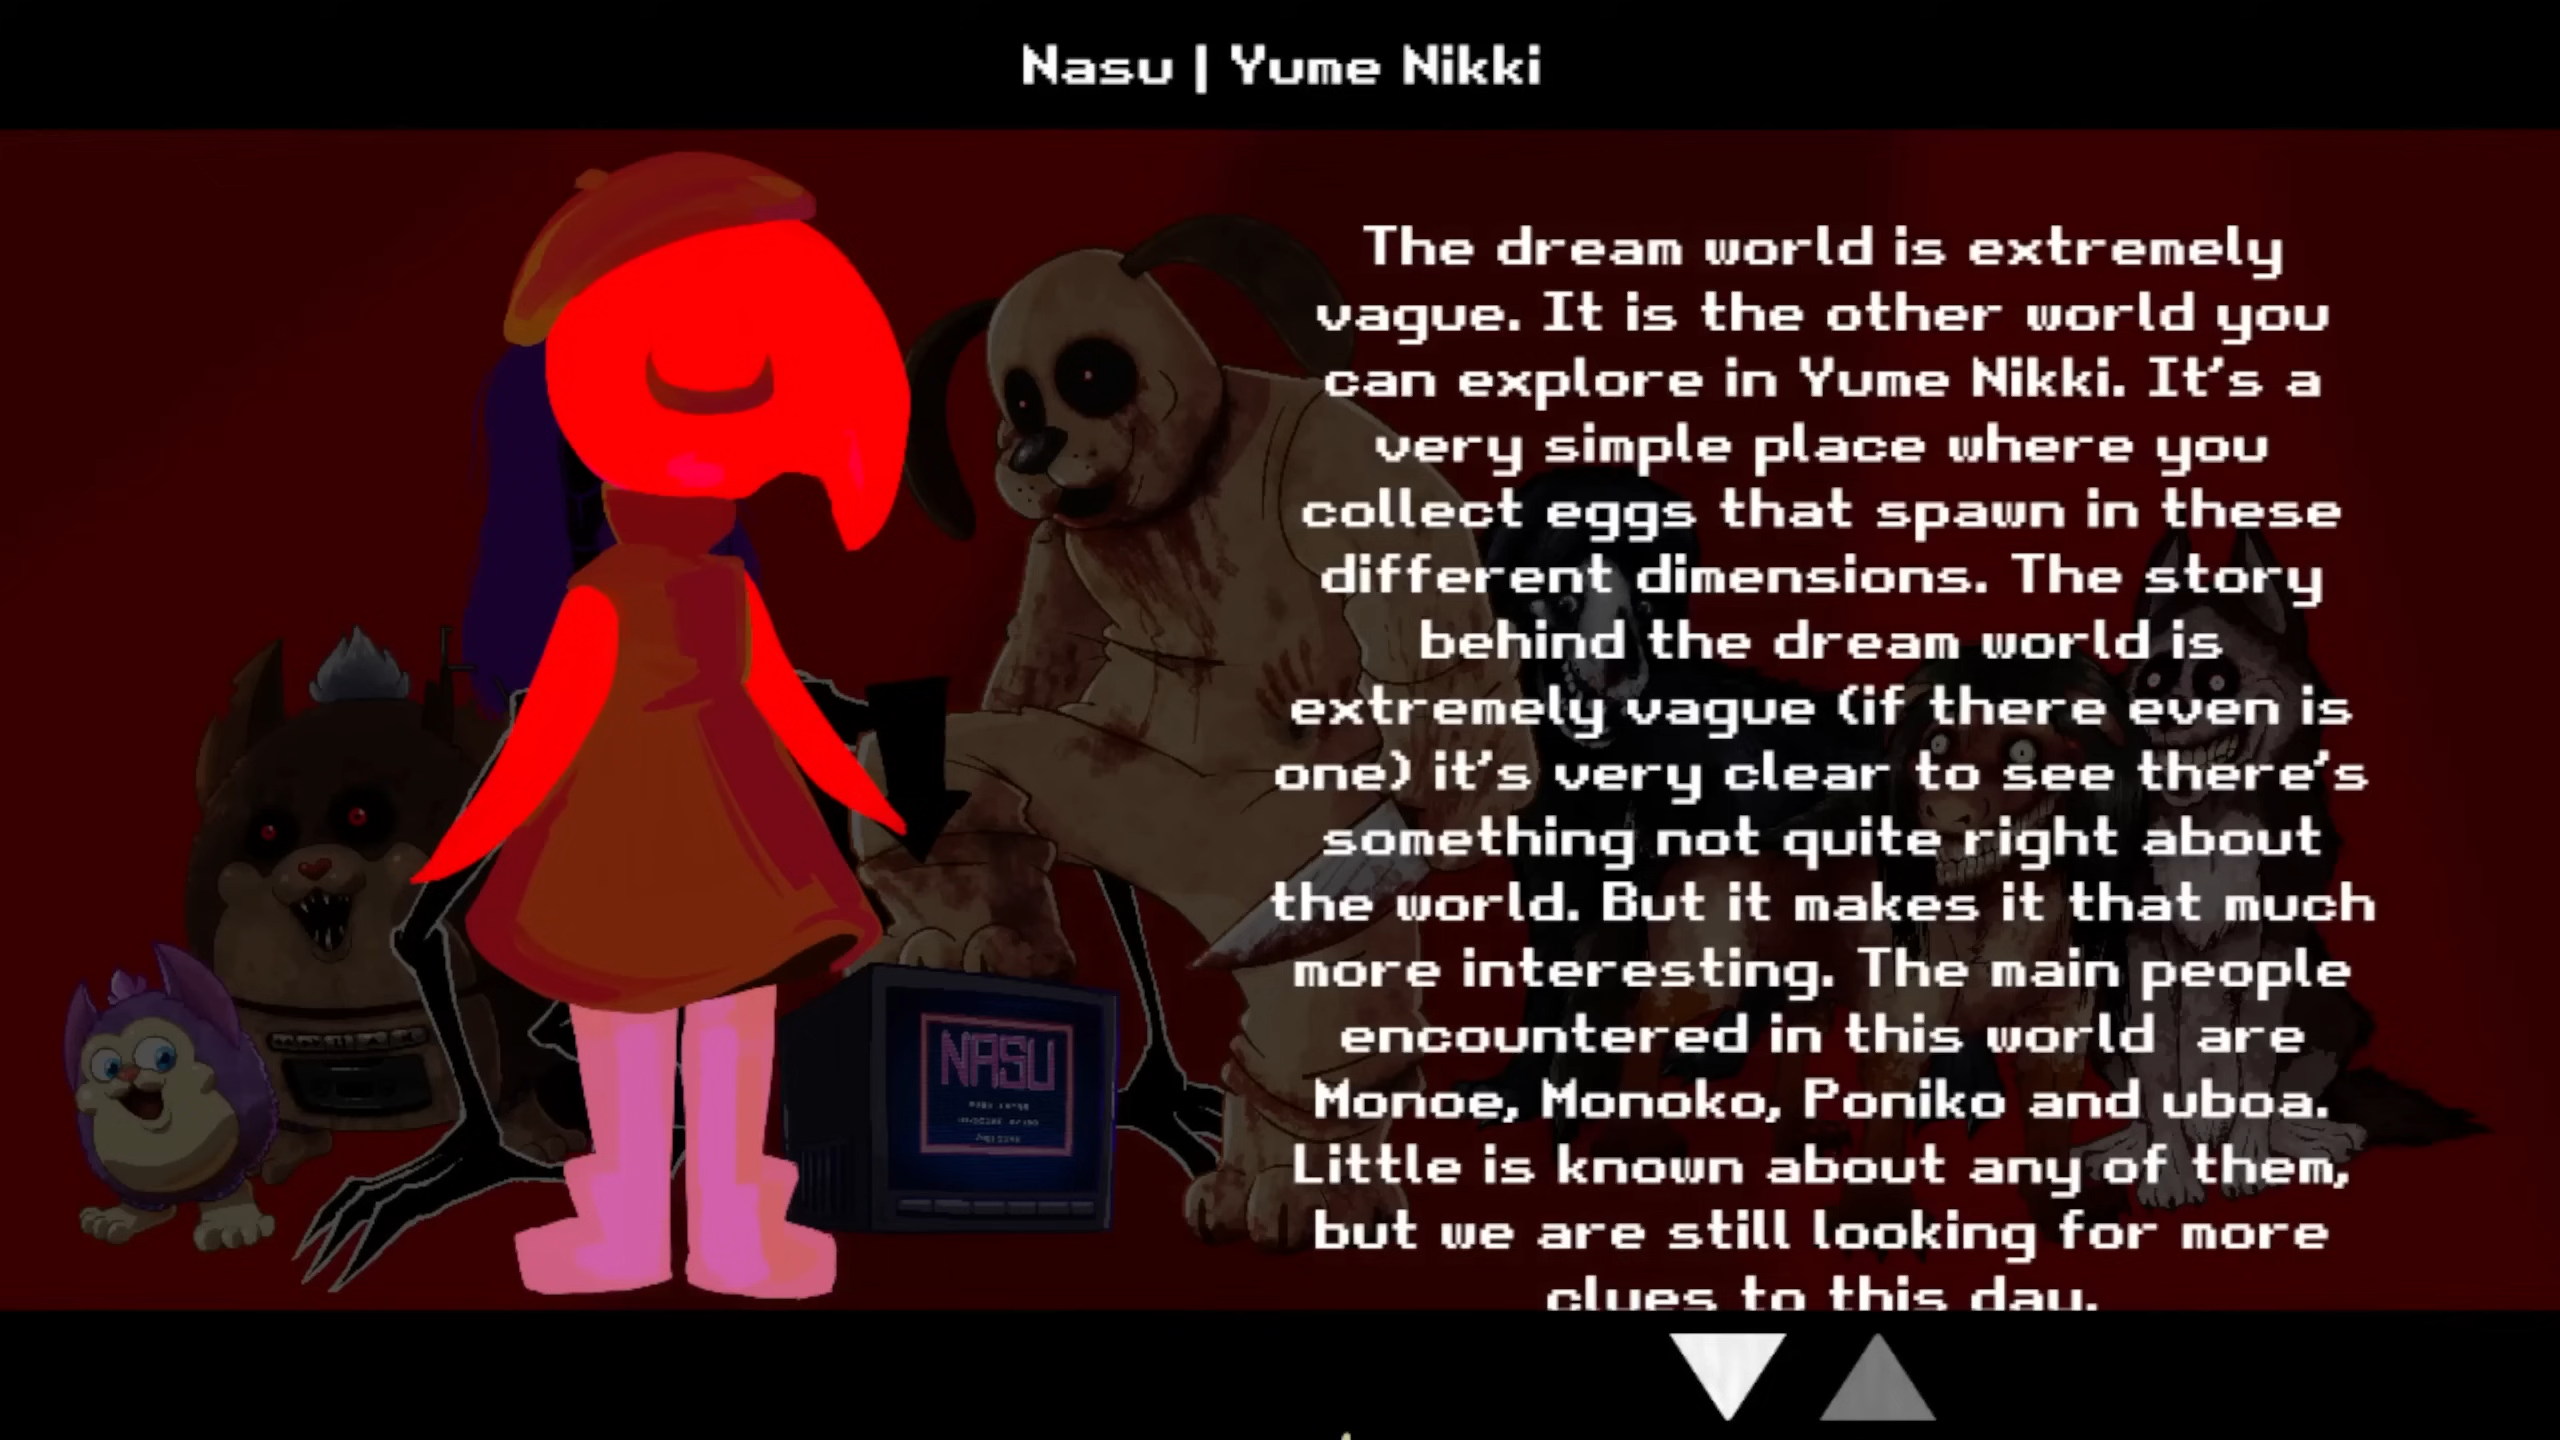 Nasu | Yume Nikki
The dream world is extremely
vague. It is the other world you
can explore in Yume Nikki. It's a
very simple place where you
collect eggs that spawn in these
different dimensions. The story
behind the dream world is
extremely vague (if there even is
one) it's very clear to see there's
something not quite right about
the world. But it makes it that much
more interesting. The main people
encountered in this world  are
Monoe, Monoko, Poniko and uboa.
Little is known about any of them,
but we are still looking for more
clues to this day.
NASU